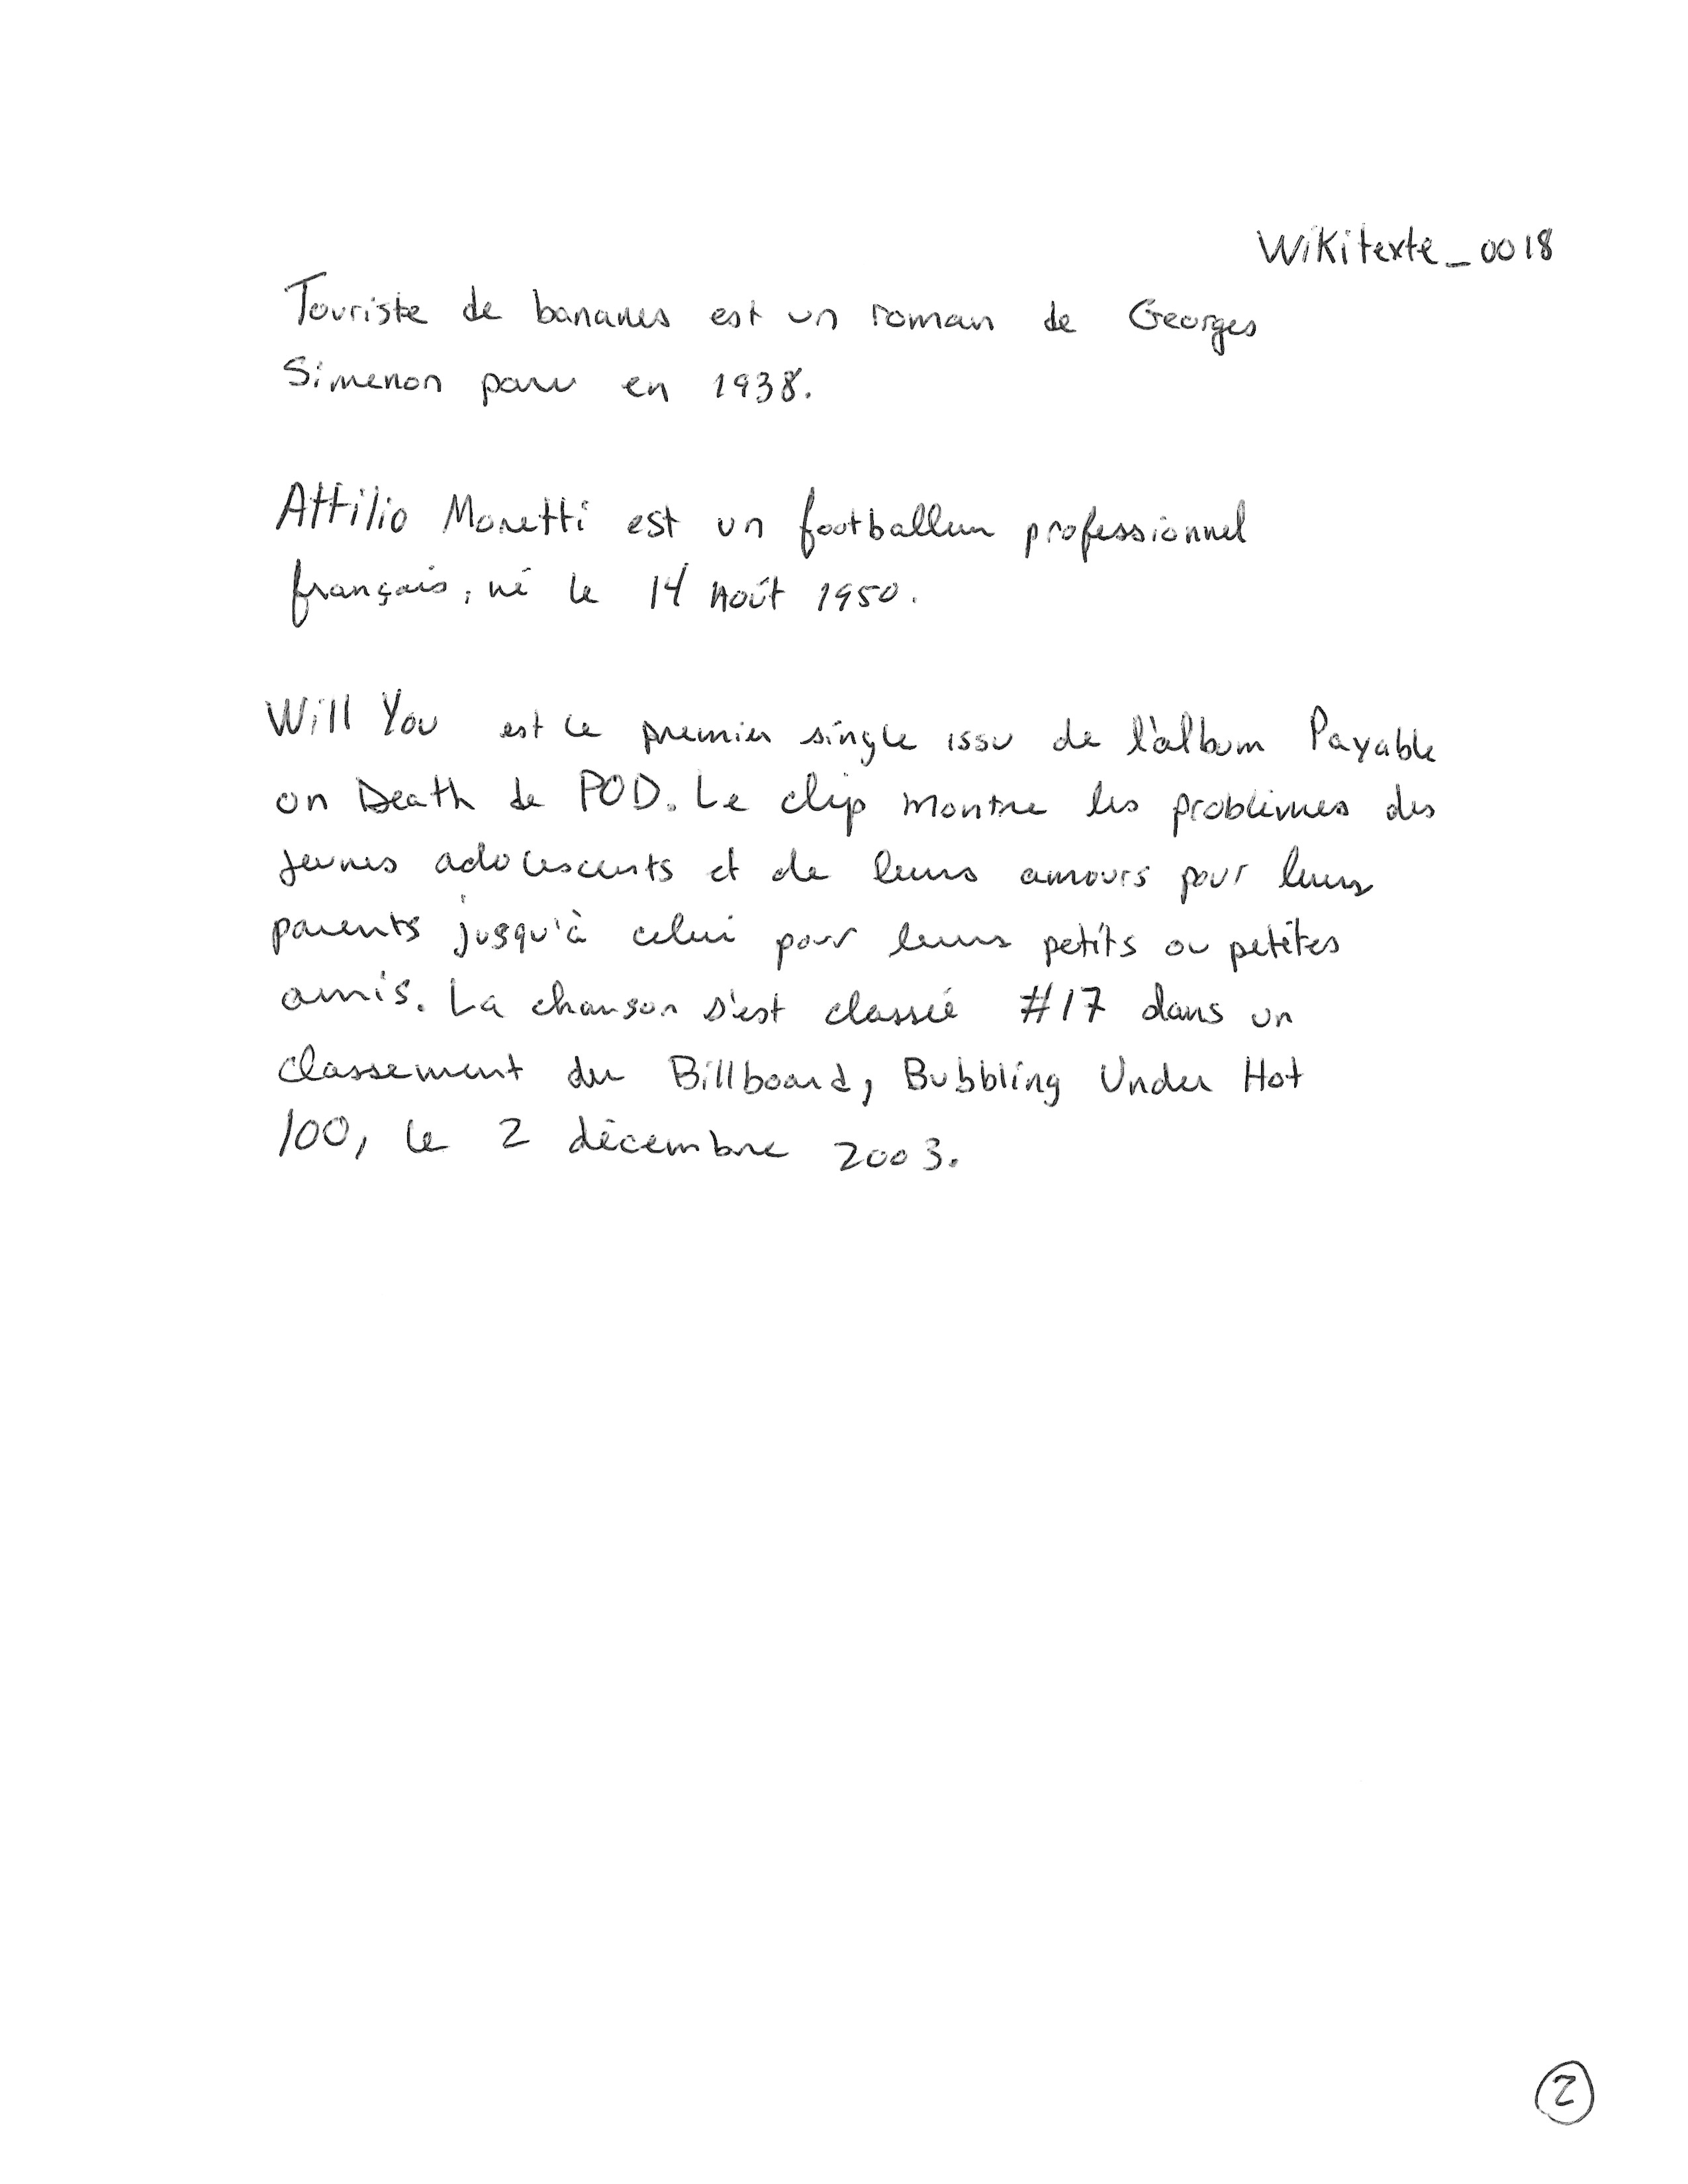 Wikitexte_0018
Touriste de bananes est un roman de Georges
Simenon paru en 1938.
Attilio Moretti est un footballeur professionnel
français, né le 14 Août 1950.
Will You est le premier single issu de l'album Payable
on Death de POD. Le clip montre les problèmes des
jeunes adolescents et de leurs amours pour leurs
parents jusqu'à celui pour leurs petits ou petites
amis. La chanson s'est classée #17 dans un
classement du Billboard, Bubbling Under Hot
100, le 2 décembre 2003.
2